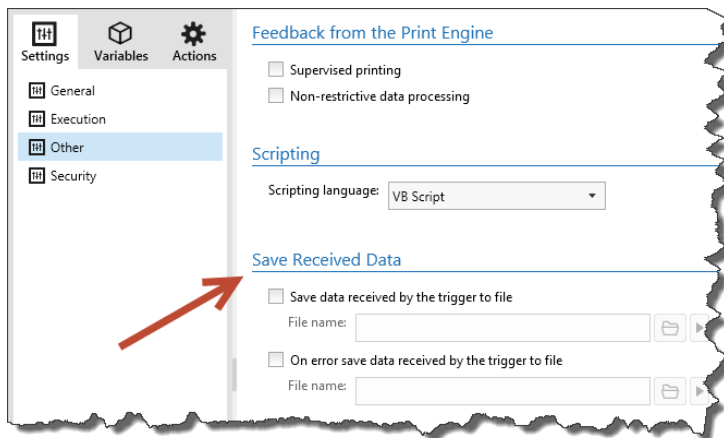 Settings Variables Actions
General
Execution
Other
Security
Feedback from the Print Engine
Supervised printing
Non-restrictive data processing
Scripting
Scripting language: VB Script
Save Received Data
Save data received by the trigger to file
File name:
On error save data received by the trigger to file
File name: